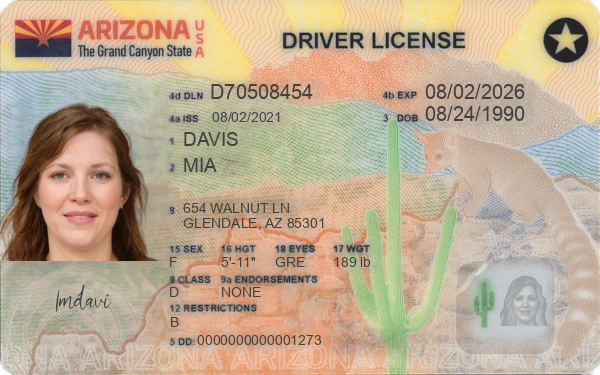 ARIZONA USA
The Grand Canyon State
DRIVER LICENSE
4d DLN D70508454 4b EXP 08/02/2026
4a ISS 08/02/2021 3 DOB 08/24/1990
1 DAVIS
2 MIA
8 654 WALNUT LN
GLENDALE, AZ 85301
15 SEX 16 HGT 18 EYES 17 WGT
F 5'-11" GRE 189 lb
9 CLASS 9a ENDORSEMENTS
D NONE
12 RESTRICTIONS
B
5 DD: 0000000000001273
lmdavi
ARIZONA ARIZONA ARIZONA ARIZONA